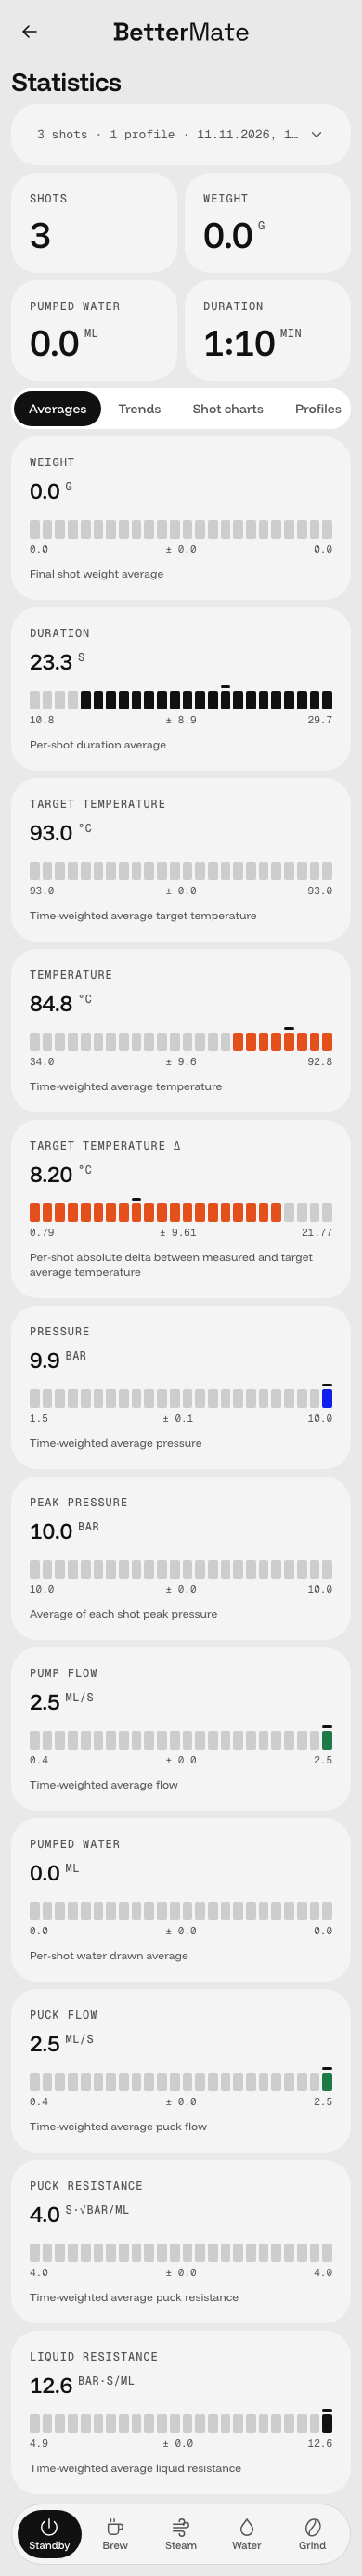 BetterMate
Statistics
3 shots · 1 profile · 11.11.2026, 1…
SHOTS
3
WEIGHT
0.0 G
PUMPED WATER
0.0 ML
DURATION
1:10 MIN
Averages Trends Shot charts Profiles
WEIGHT
0.0 G
0.0 ± 0.0 0.0
Final shot weight average
DURATION
23.3 S
10.8 ± 8.9 29.7
Per-shot duration average
TARGET TEMPERATURE
93.0 °C
93.0 ± 0.0 93.0
Time-weighted average target temperature
TEMPERATURE
84.8 °C
34.0 ± 9.6 92.8
Time-weighted average temperature
TARGET TEMPERATURE Δ
8.20 °C
0.79 ± 9.61 21.77
Per-shot absolute delta between measured and target
average temperature
PRESSURE
9.9 BAR
1.5 ± 0.1 10.0
Time-weighted average pressure
PEAK PRESSURE
10.0 BAR
10.0 ± 0.0 10.0
Average of each shot peak pressure
PUMP FLOW
2.5 ML/S
0.4 ± 0.0 2.5
Time-weighted average flow
PUMPED WATER
0.0 ML
0.0 ± 0.0 0.0
Per-shot water drawn average
PUCK FLOW
2.5 ML/S
0.4 ± 0.0 2.5
Time-weighted average puck flow
PUCK RESISTANCE
4.0 S·√BAR/ML
4.0 ± 0.0 4.0
Time-weighted average puck resistance
LIQUID RESISTANCE
12.6 BAR·S/ML
4.9 ± 0.0 12.6
Time-weighted average liquid resistance
Standby Brew Steam Water Grind